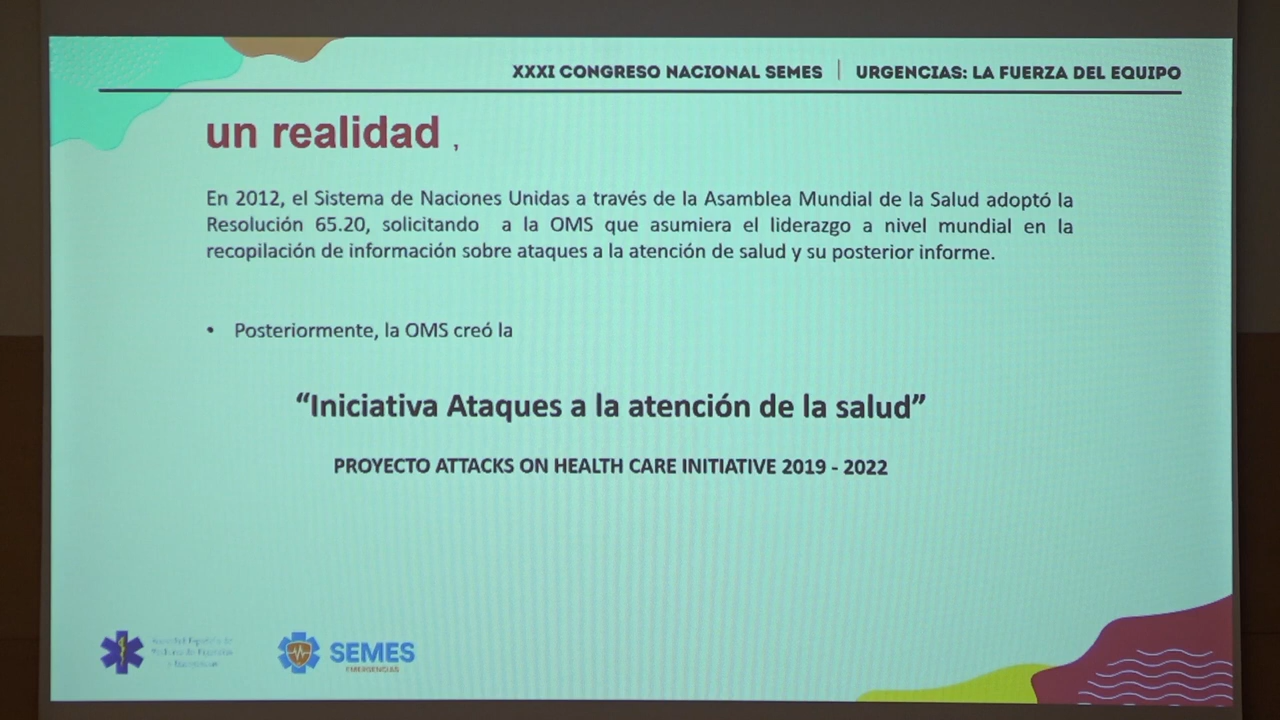 XXXI CONGRESO NACIONAL SEMES | URGENCIAS: LA FUERZA DEL EQUIPO
un realidad ,
En 2012, el Sistema de Naciones Unidas a través de la Asamblea Mundial de la Salud adoptó la
Resolución 65.20, solicitando a la OMS que asumiera el liderazgo a nivel mundial en la
recopilación de información sobre ataques a la atención de salud y su posterior informe.
• Posteriormente, la OMS creó la
“Iniciativa Ataques a la atención de la salud”
PROYECTO ATTACKS ON HEALTH CARE INITIATIVE 2019 - 2022
SEMES
EMERGENCIAS